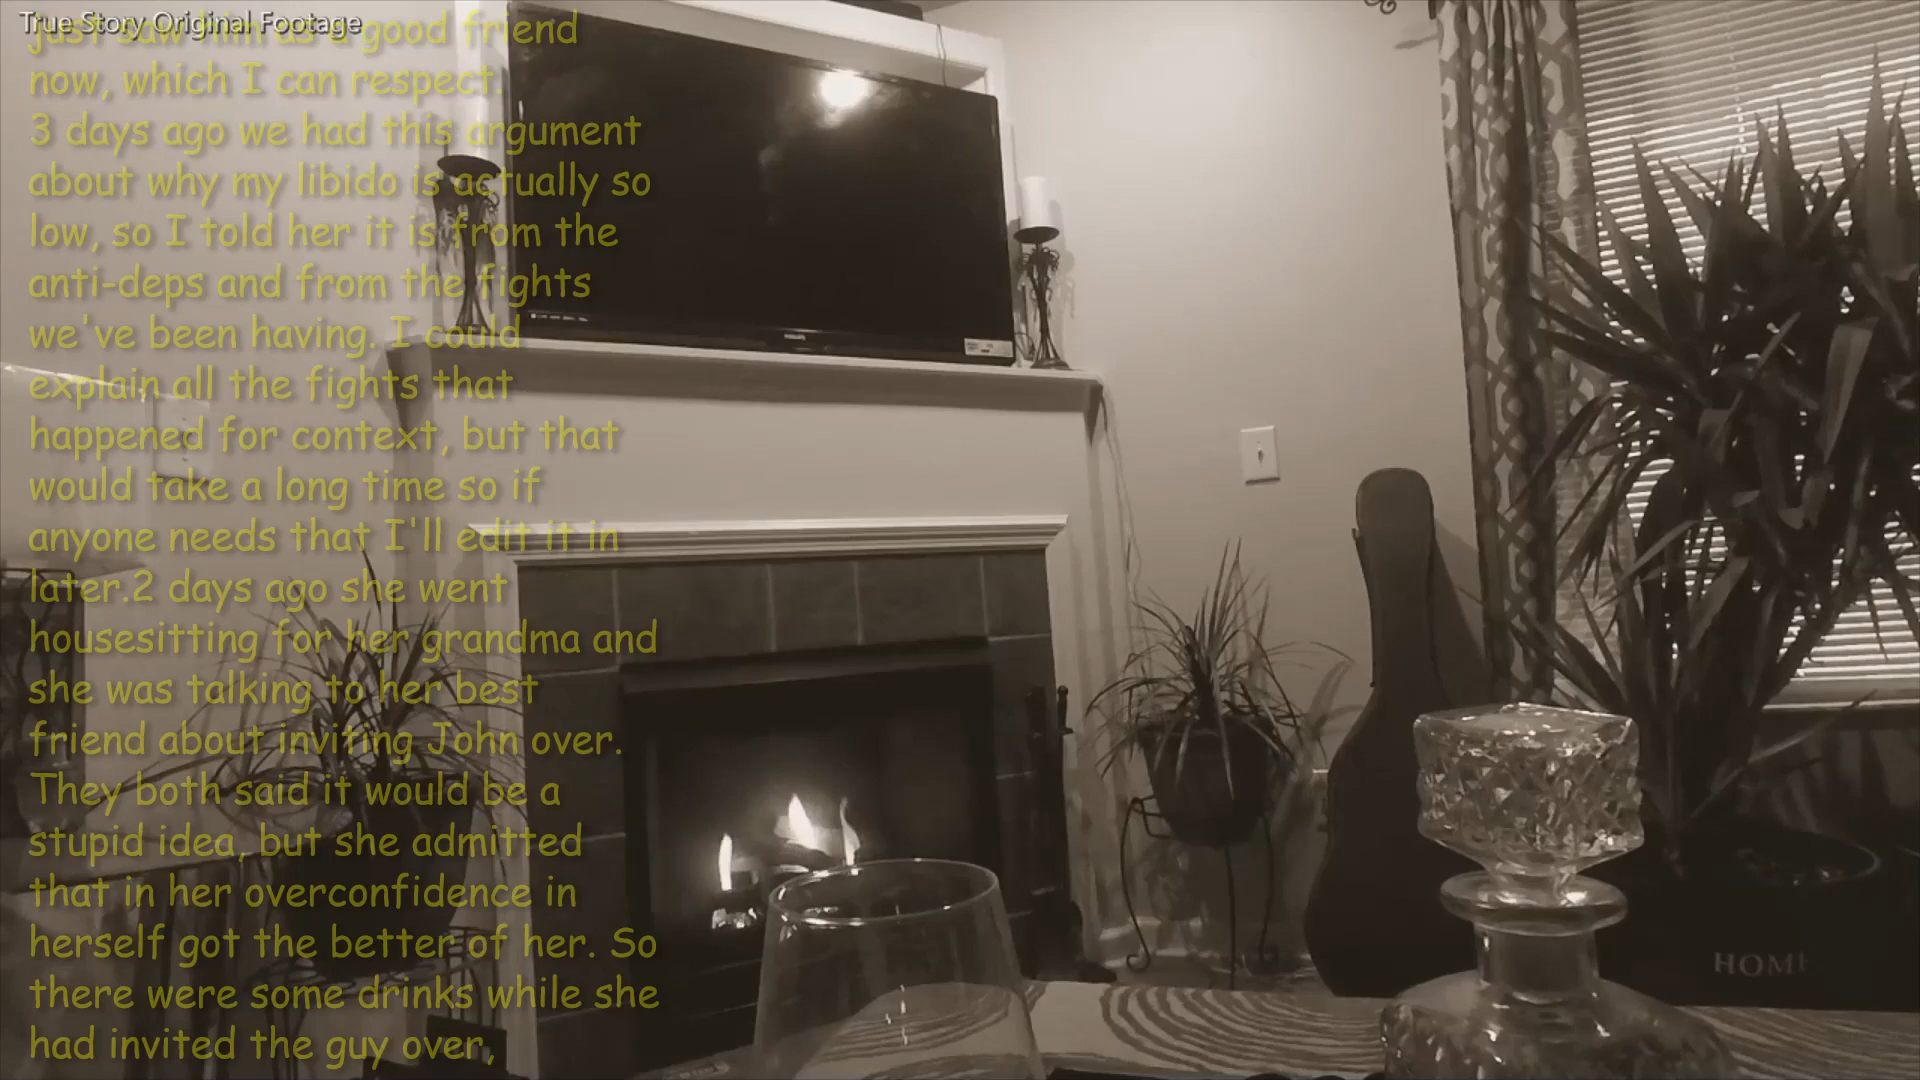 True Story Original Footage
just saw him as a good friend
now, which I can respect.
3 days ago we had this argument
about why my libido is actually so
low, so I told her it is from the
anti-deps and from the fights
we've been having. I could
explain all the fights that
happened for context, but that
would take a long time so if
anyone needs that I'll edit it in
later.2 days ago she went
housesitting for her grandma and
she was talking to her best
friend about inviting John over.
They both said it would be a
stupid idea, but she admitted
that in her overconfidence in
herself got the better of her. So
there were some drinks while she
had invited the guy over,
PHILIPS
HOME